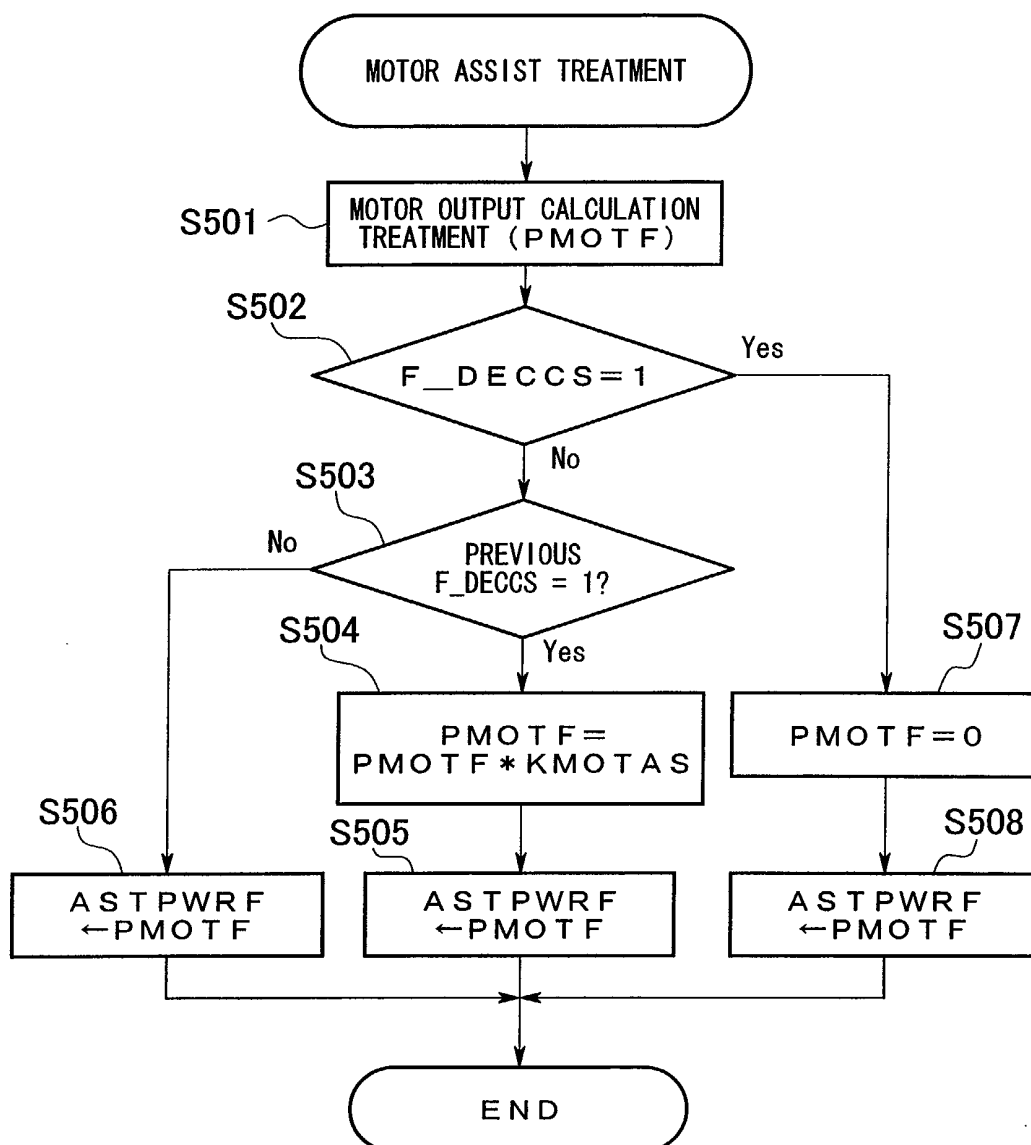 MOTOR ASSIST TREATMENT
S501
MOTOR OUTPUT CALCULATION
TREATMENT (PMOTF)
S502
F_DECCS=1
Yes
No
S503
PREVIOUS
F_DECCS = 1?
No
Yes
S504
PMOTF=
PMOTF*KMOTAS
S507
PMOTF=0
S506
ASTPWRF
←PMOTF
S505
ASTPWRF
←PMOTF
S508
ASTPWRF
←PMOTF
END